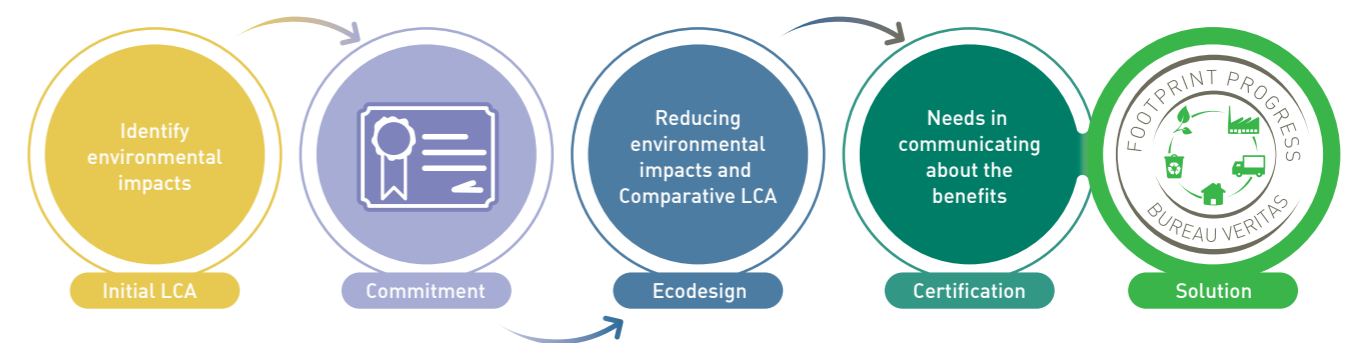 Identify
environmental
impacts
Initial LCA
Commitment
Reducing
environmental
impacts and
Comparative LCA
Ecodesign
Needs in
communicating
about the
benefits
Certification
FOOTPRINT PROGRESS
BUREAU VERITAS
Solution